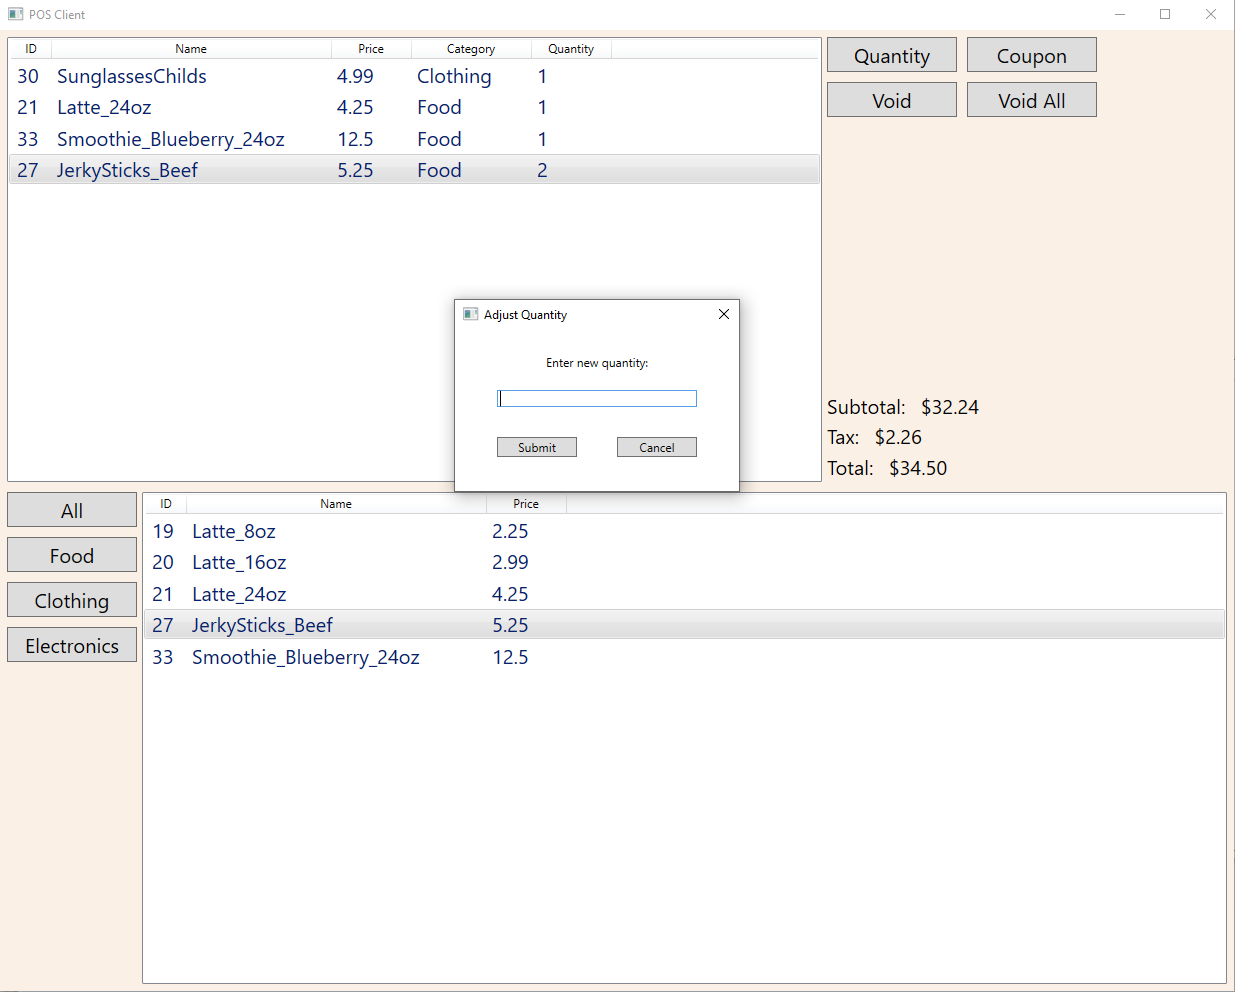 POS Client
ID Name Price Category Quantity
30 SunglassesChilds 4.99 Clothing 1
21 Latte_24oz 4.25 Food 1
33 Smoothie_Blueberry_24oz 12.5 Food 1
27 JerkySticks_Beef 5.25 Food 2
Quantity Coupon
Void Void All
Adjust Quantity
Enter new quantity:
Submit Cancel
Subtotal: $32.24
Tax: $2.26
Total: $34.50
All
Food
Clothing
Electronics
ID Name Price
19 Latte_8oz 2.25
20 Latte_16oz 2.99
21 Latte_24oz 4.25
27 JerkySticks_Beef 5.25
33 Smoothie_Blueberry_24oz 12.5